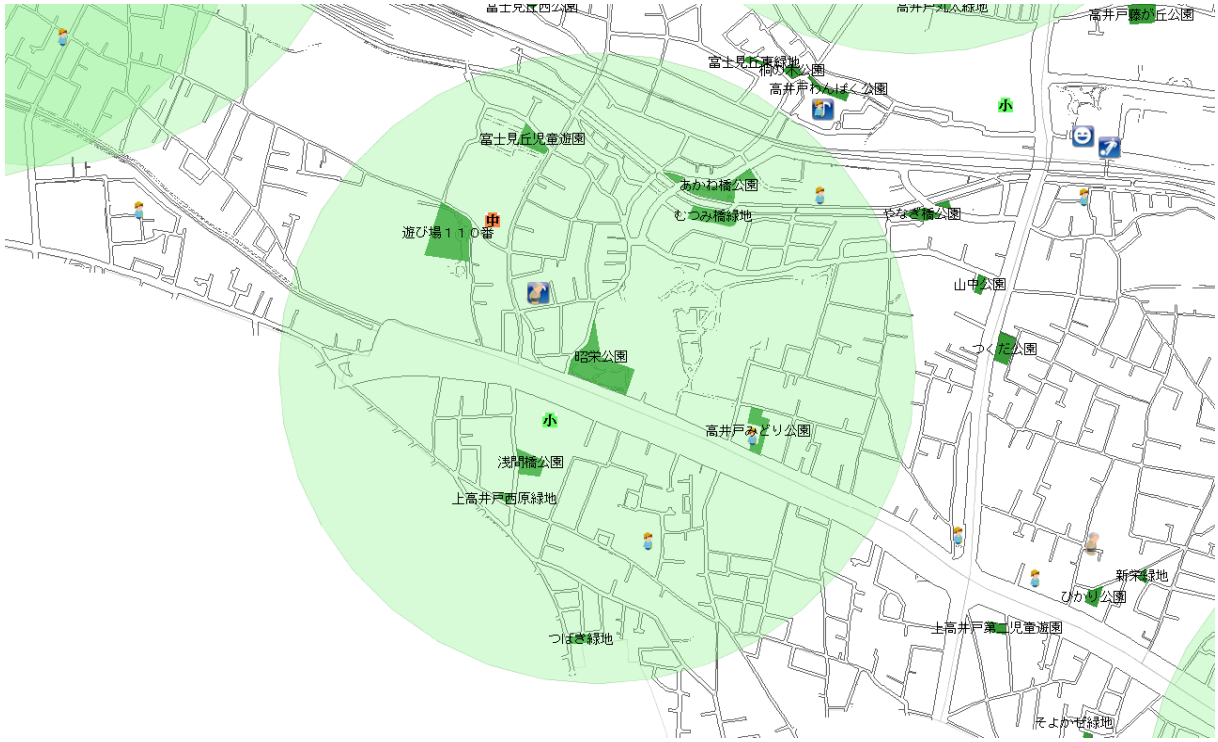 富士見丘西公園
高井戸丸太緑地
高井戸藤が丘公園
富士見丘東緑地
桐の木公園
高井戸わんぱく公園
小
富士見丘児童遊園
あかね橋公園
むつみ橋緑地
やなぎ橋公園
中
遊び場110番
山中公園
つくだ公園
昭栄公園
小
高井戸みどり公園
浅間橋公園
上高井戸西原緑地
新栄緑地
ひかり公園
上高井戸第二児童遊園
つばき緑地
そよかぜ緑地